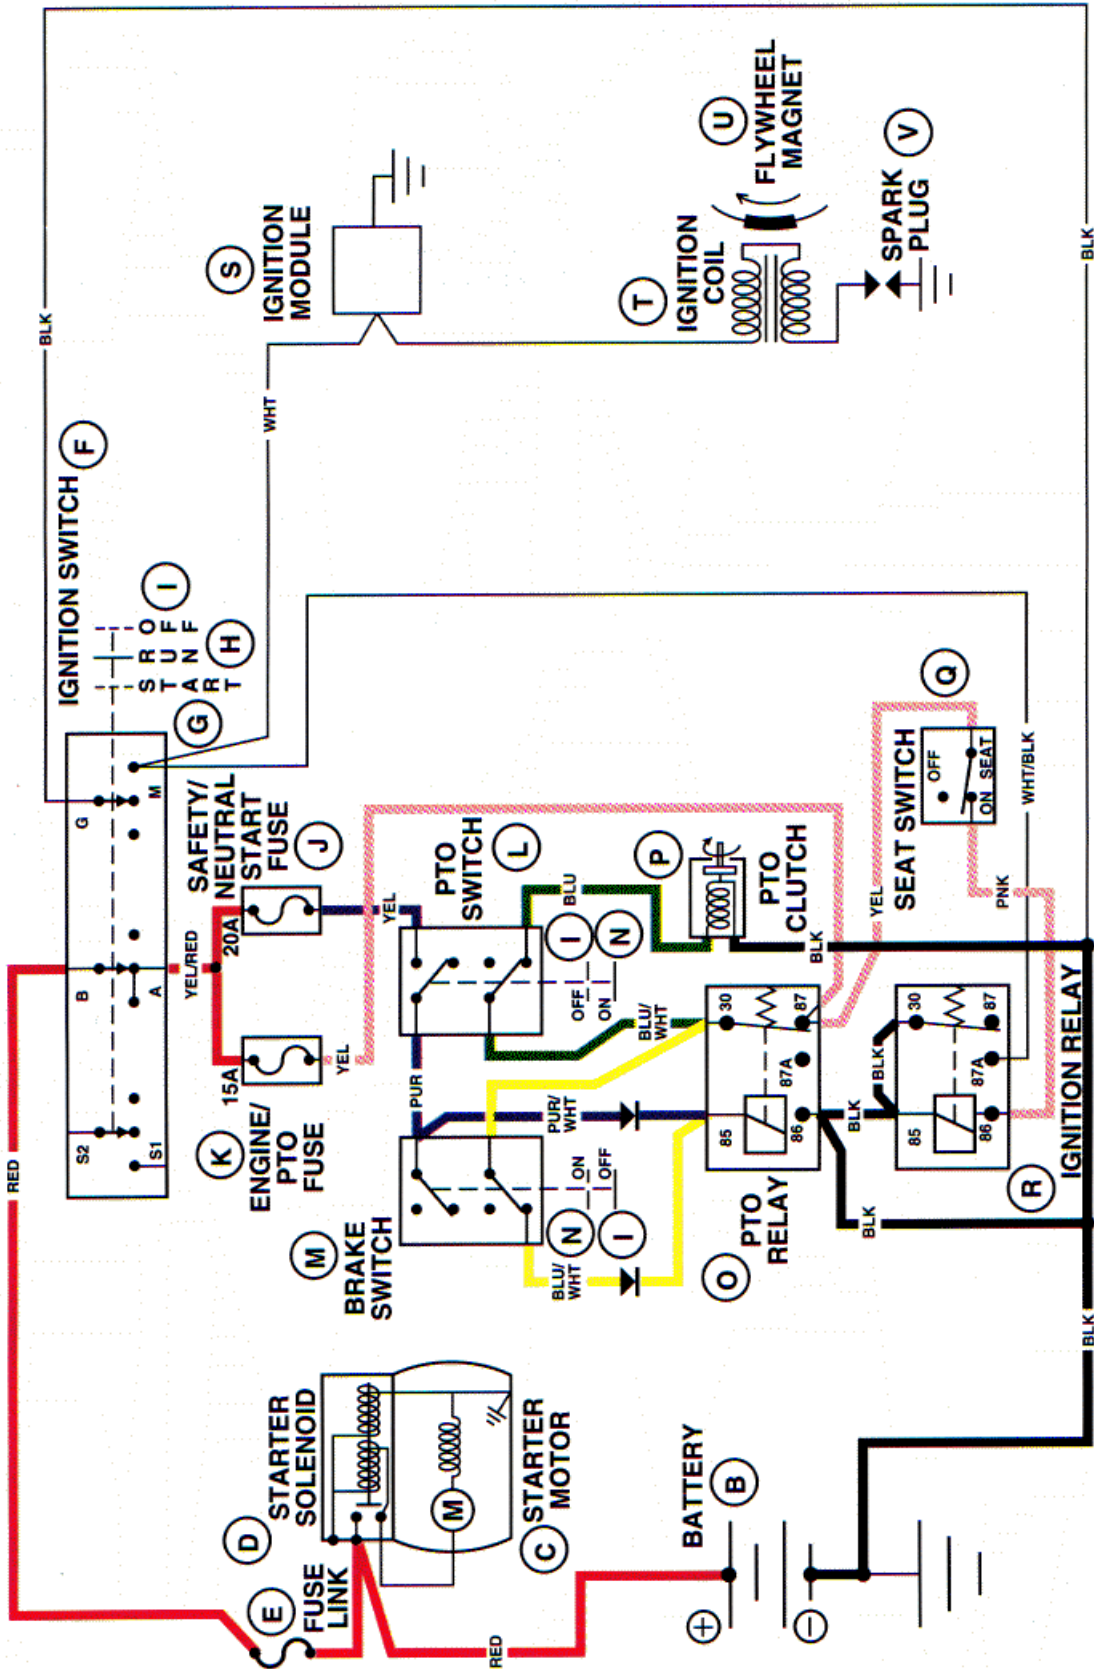 BLK
IGNITION SWITCH
F
START
RUN
OFF
G
H
I
G
M
B
A
S2
S1
RED
YEL/RED
SAFETY/
NEUTRAL
START
FUSE
J
20A
15A
K
ENGINE/
PTO
FUSE
YEL
YEL
WHT
S
IGNITION
MODULE
T
IGNITION
COIL
U
FLYWHEEL
MAGNET
V
SPARK
PLUG
BLK
PTO
SWITCH
L
OFF
ON
I
N
BLU
PUR
BLU/
WHT
PUR/
WHT
M
BRAKE
SWITCH
ON
OFF
N
I
BLU/
WHT
P
PTO
CLUTCH
BLK
O
PTO
RELAY
30
87
87A
85
86
YEL
SEAT SWITCH
Q
OFF
ON SEAT
PNK
WHT/BLK
BLK
BLK
BLK
30
87
87A
85
86
IGNITION RELAY
R
D
STARTER
SOLENOID
E
FUSE
LINK
M
C
STARTER
MOTOR
RED
BATTERY
B
+
−
BLK